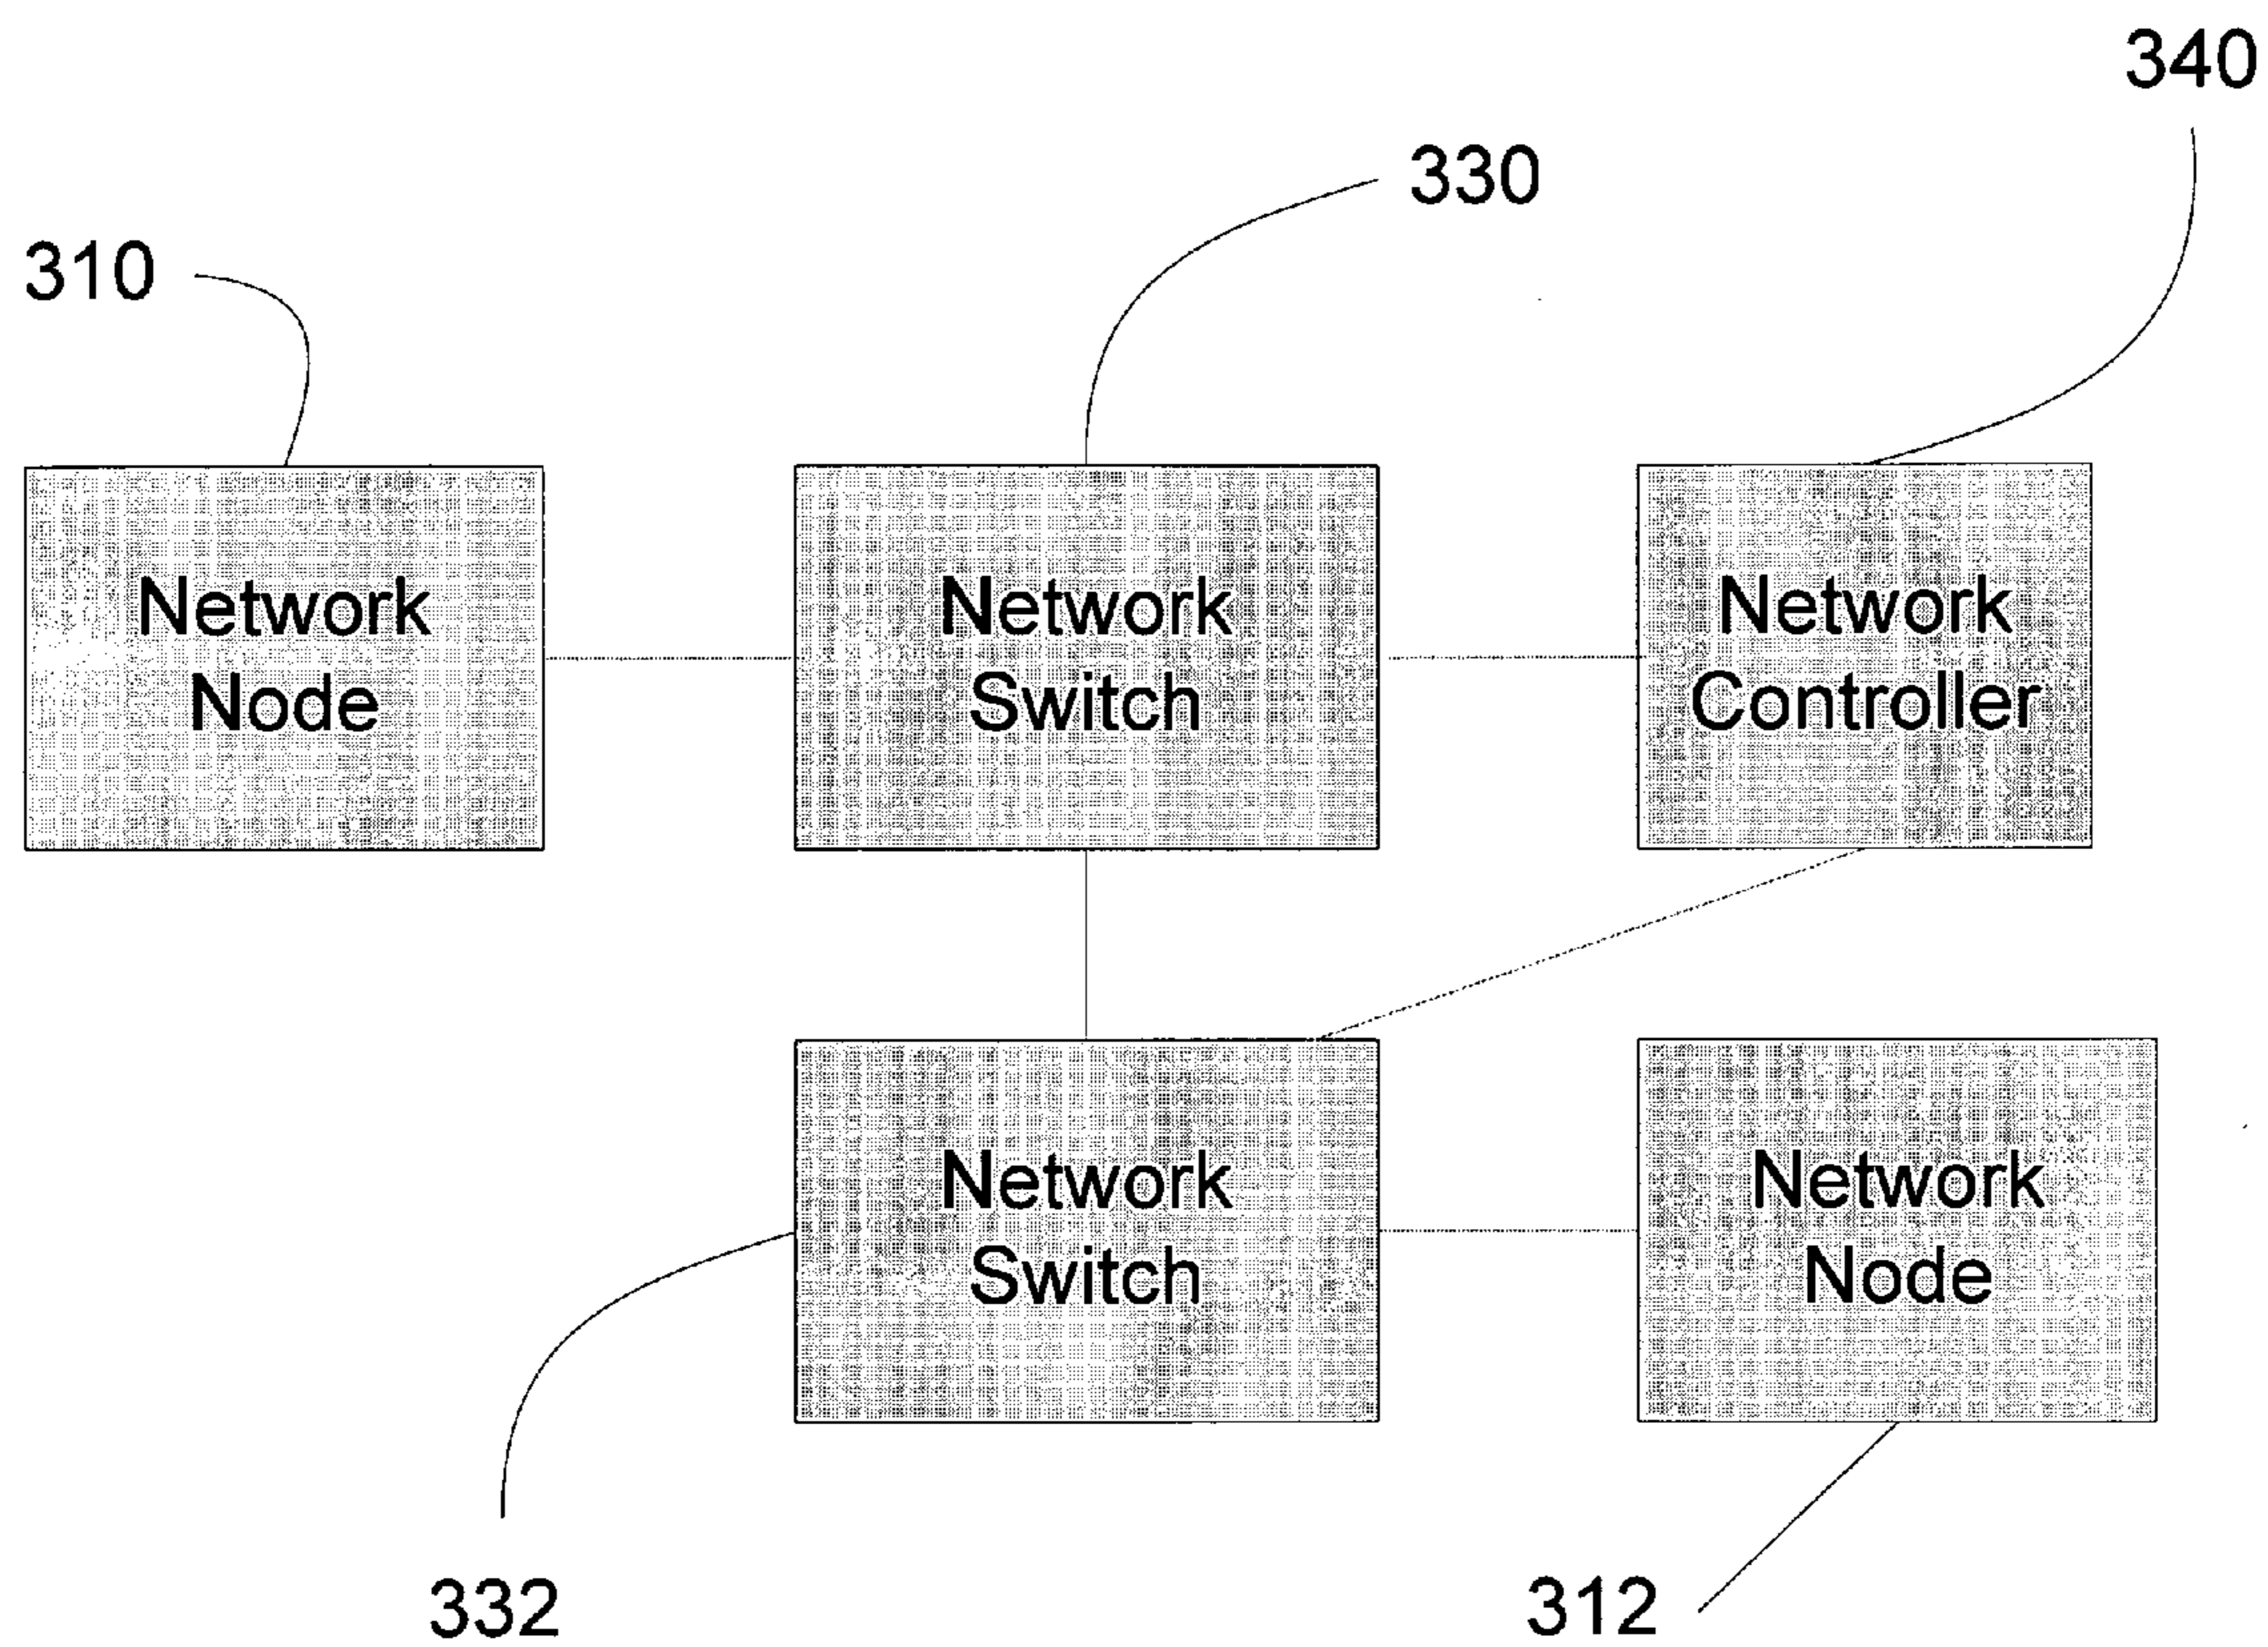 340
330
310
Network
Node
Network
Switch
Network
Controller
Network
Switch
Network
Node
332
312